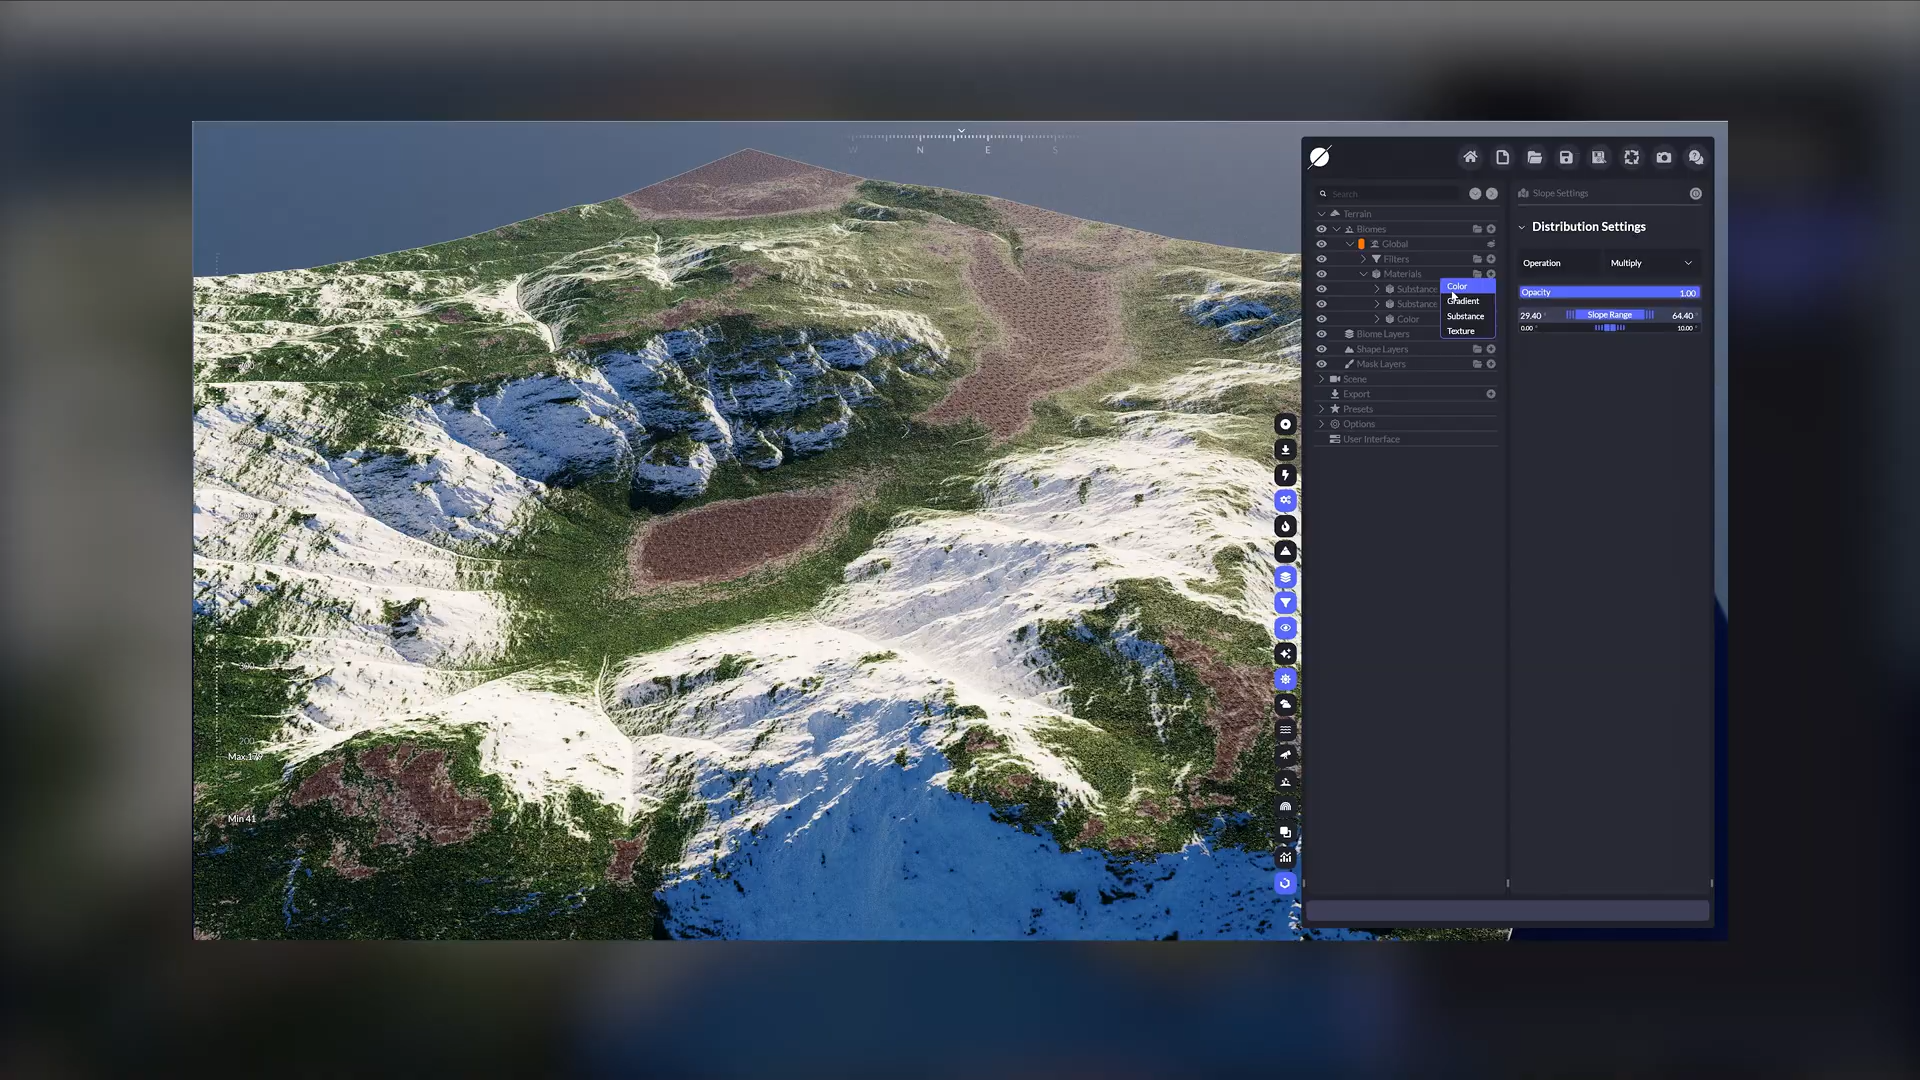 W N E S
Search
Terrain
Biomes
Global
Filters
Materials
Substance
Substance
Color
Biome Layers
Shape Layers
Mask Layers
Scene
Export
Presets
Options
User Interface
Color
Gradient
Substance
Texture
Slope Settings
Distribution Settings
Operation Multiply
Opacity 1.00
29.40 ° Slope Range 64.40 °
0.00 ° 10.00 °
300
200
Min 41